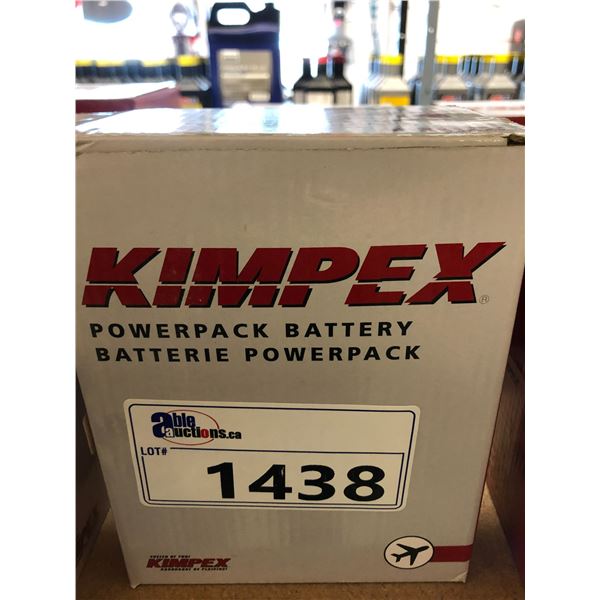 KIMPEX®
POWERPACK BATTERY
BATTERIE POWERPACK
able
auctions.ca
LOT#
1438
KIMPEX